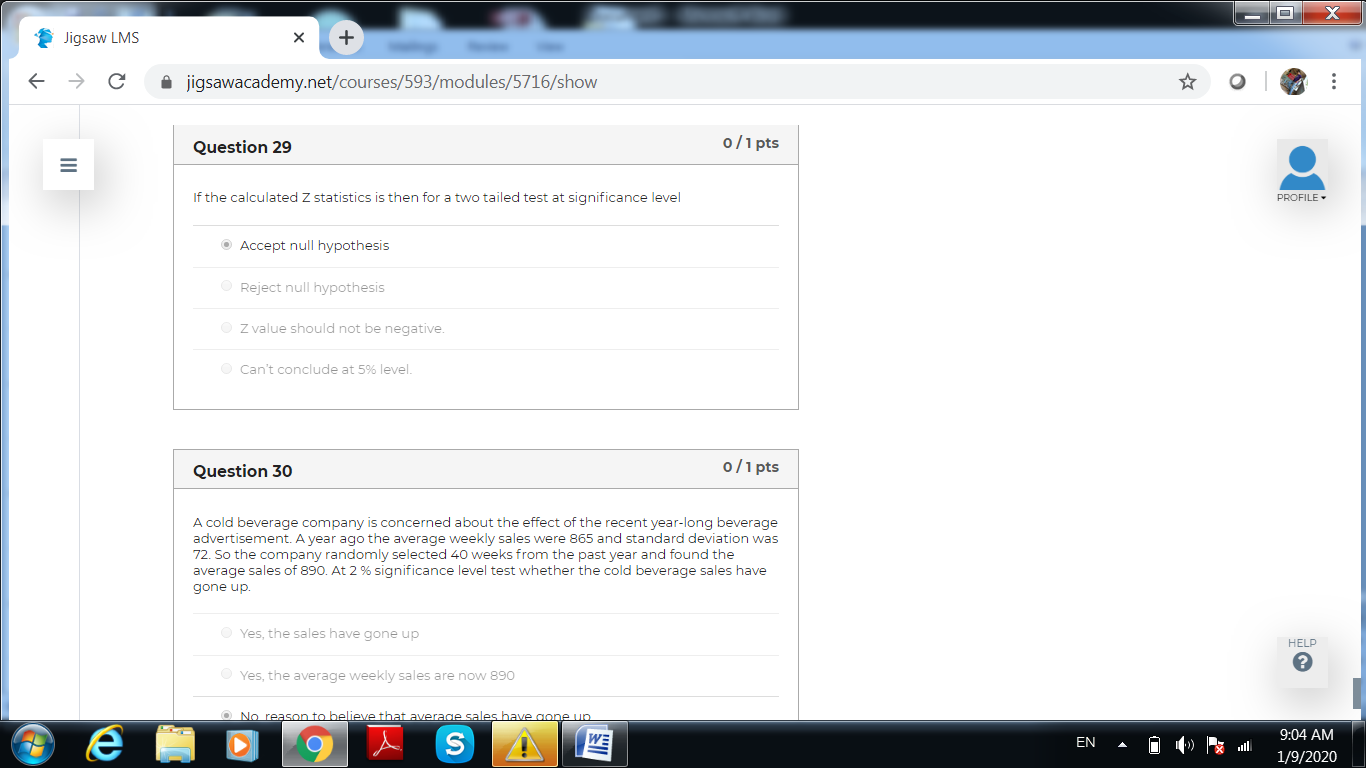 Jigsaw LMS
Mailings Review View
jigsawacademy.net/courses/593/modules/5716/show
Question 29
0 / 1 pts
PROFILE
If the calculated Z statistics is then for a two tailed test at significance level
Accept null hypothesis
Reject null hypothesis
Z value should not be negative.
Can't conclude at 5% level.
Question 30
0 / 1 pts
A cold beverage company is concerned about the effect of the recent year-long beverage
advertisement. A year ago the average weekly sales were 865 and standard deviation was
72. So the company randomly selected 40 weeks from the past year and found the
average sales of 890. At 2 % significance level test whether the cold beverage sales have
gone up.
Yes, the sales have gone up
Yes, the average weekly sales are now 890
No, reason to believe that average sales have gone up
HELP
EN
9:04 AM
1/9/2020